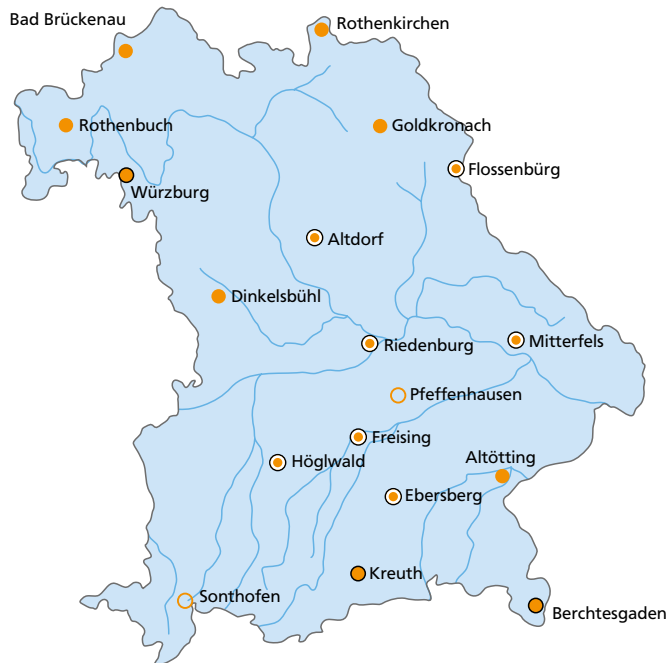 Bad Brückenau
Rothenkirchen
Rothenbuch
Goldkronach
Flossenbürg
Würzburg
Altdorf
Dinkelsbühl
Riedenburg
Mitterfels
Pfeffenhausen
Freising
Höglwald
Altötting
Ebersberg
Kreuth
Sonthofen
Berchtesgaden